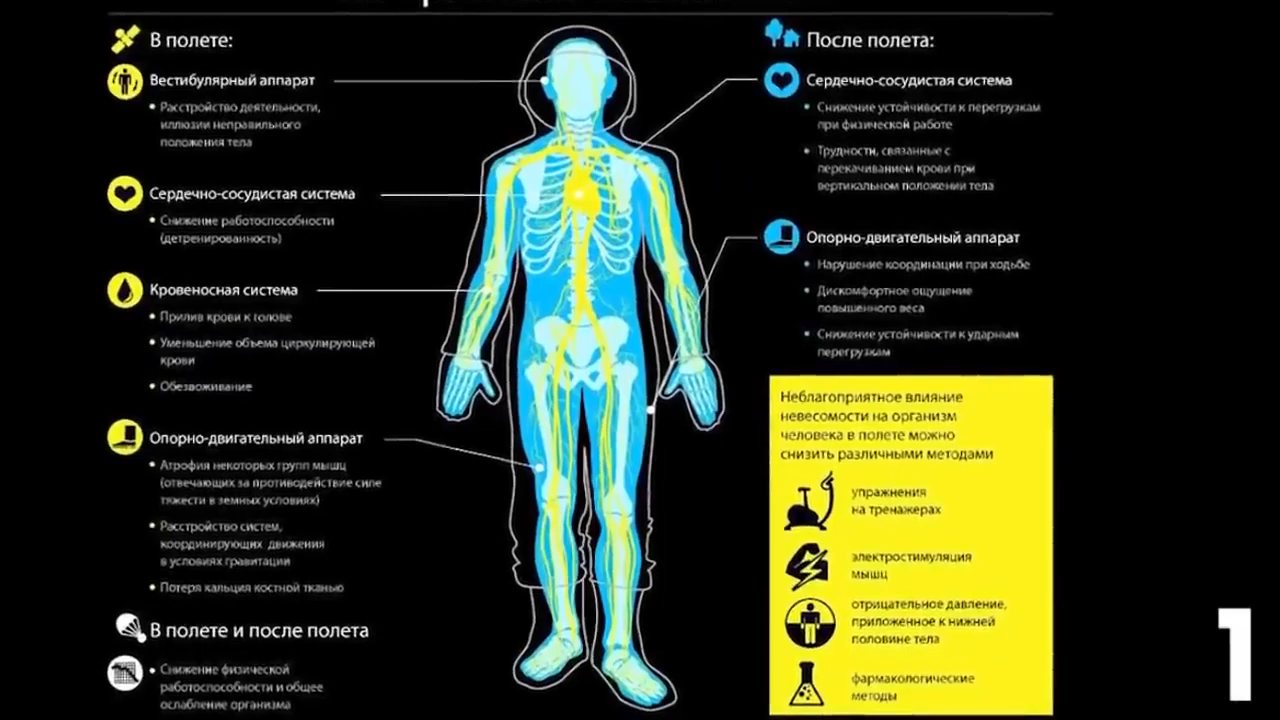 В полете:
Вестибулярный аппарат
• Расстройство деятельности,
иллюзии неправильного
положения тела
Сердечно-сосудистая система
• Снижение работоспособности
(детренированность)
Кровеносная система
• Прилив крови к голове
• Уменьшение объема циркулирующей
крови
• Обезвоживание
Опорно-двигательный аппарат
• Атрофия некоторых групп мышц
(отвечающих за противодействие силе
тяжести в земных условиях)
• Расстройство систем,
координирующих движения
в условиях гравитации
• Потеря кальция костной тканью
В полете и после полета
• Снижение физической
работоспособности и общее
ослабление организма
После полета:
Сердечно-сосудистая система
• Снижение устойчивости к перегрузкам
при физической работе
• Трудности, связанные с
перекачиванием крови при
вертикальном положении тела
Опорно-двигательный аппарат
• Нарушение координации при ходьбе
• Дискомфортное ощущение
повышенного веса
• Снижение устойчивости к ударным
перегрузкам
Неблагоприятное влияние
невесомости на организм
человека в полете можно
снизить различными методами
упражнения
на тренажерах
электростимуляция
мышц
отрицательное давление,
приложенное к нижней
половине тела
фармакологические
методы
1